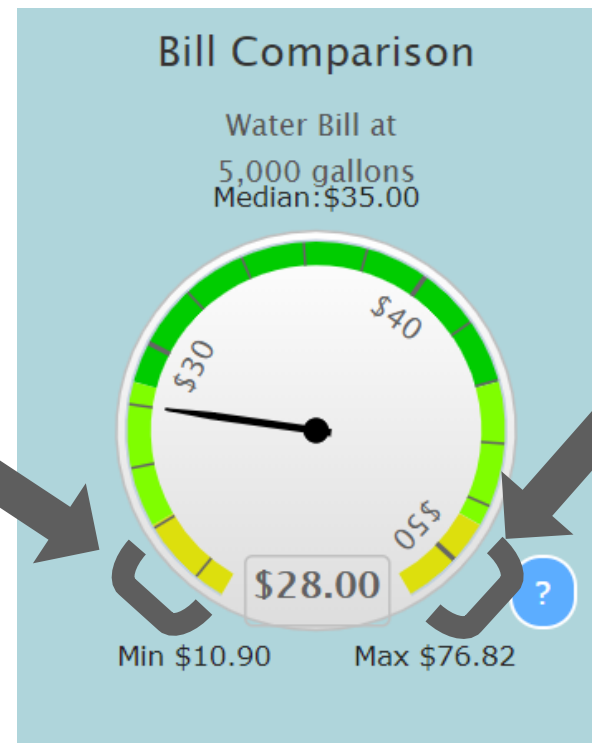 Bill Comparison
Water Bill at
5,000 gallons
Median:$35.00
$40
$30
$50
$28.00
?
Min $10.90 Max $76.82